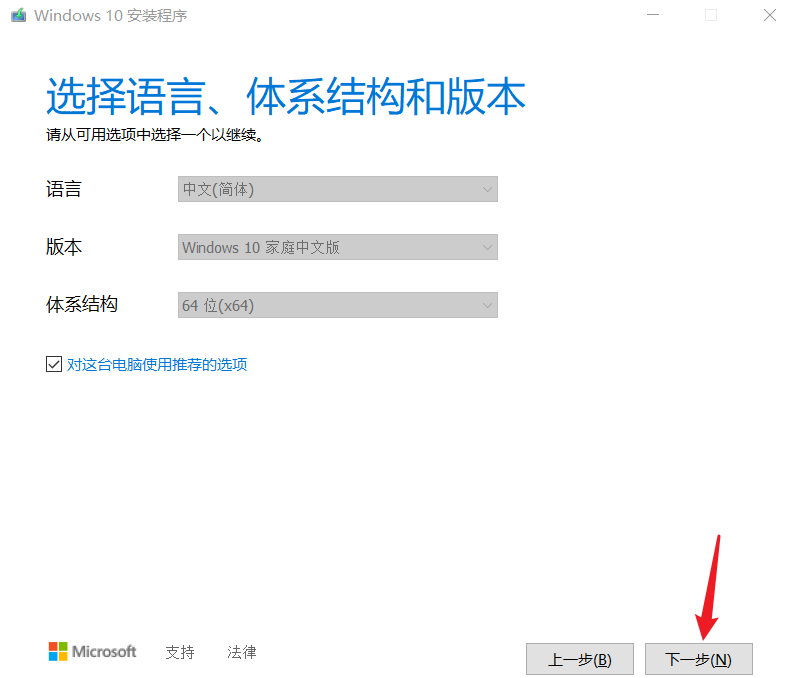 Windows 10 安装程序
选择语言、体系结构和版本
请从可用选项中选择一个以继续。
语言 中文(简体)
版本 Windows 10 家庭中文版
体系结构 64 位(x64)
对这台电脑使用推荐的选项
Microsoft 支持 法律 上一步(B) 下一步(N)